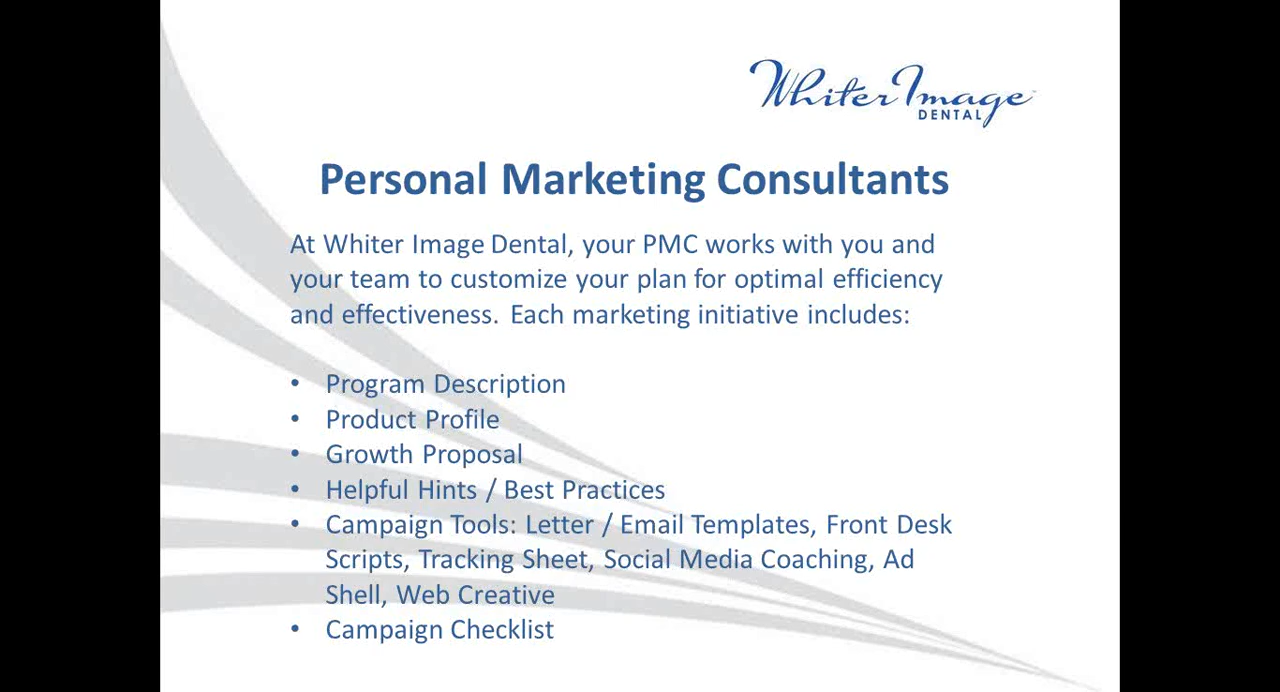 Whiter Image
DENTAL
Personal Marketing Consultants
At Whiter Image Dental, your PMC works with you and
your team to customize your plan for optimal efficiency
and effectiveness. Each marketing initiative includes:
• Program Description
• Product Profile
• Growth Proposal
• Helpful Hints / Best Practices
• Campaign Tools: Letter / Email Templates, Front Desk
Scripts, Tracking Sheet, Social Media Coaching, Ad
Shell, Web Creative
• Campaign Checklist